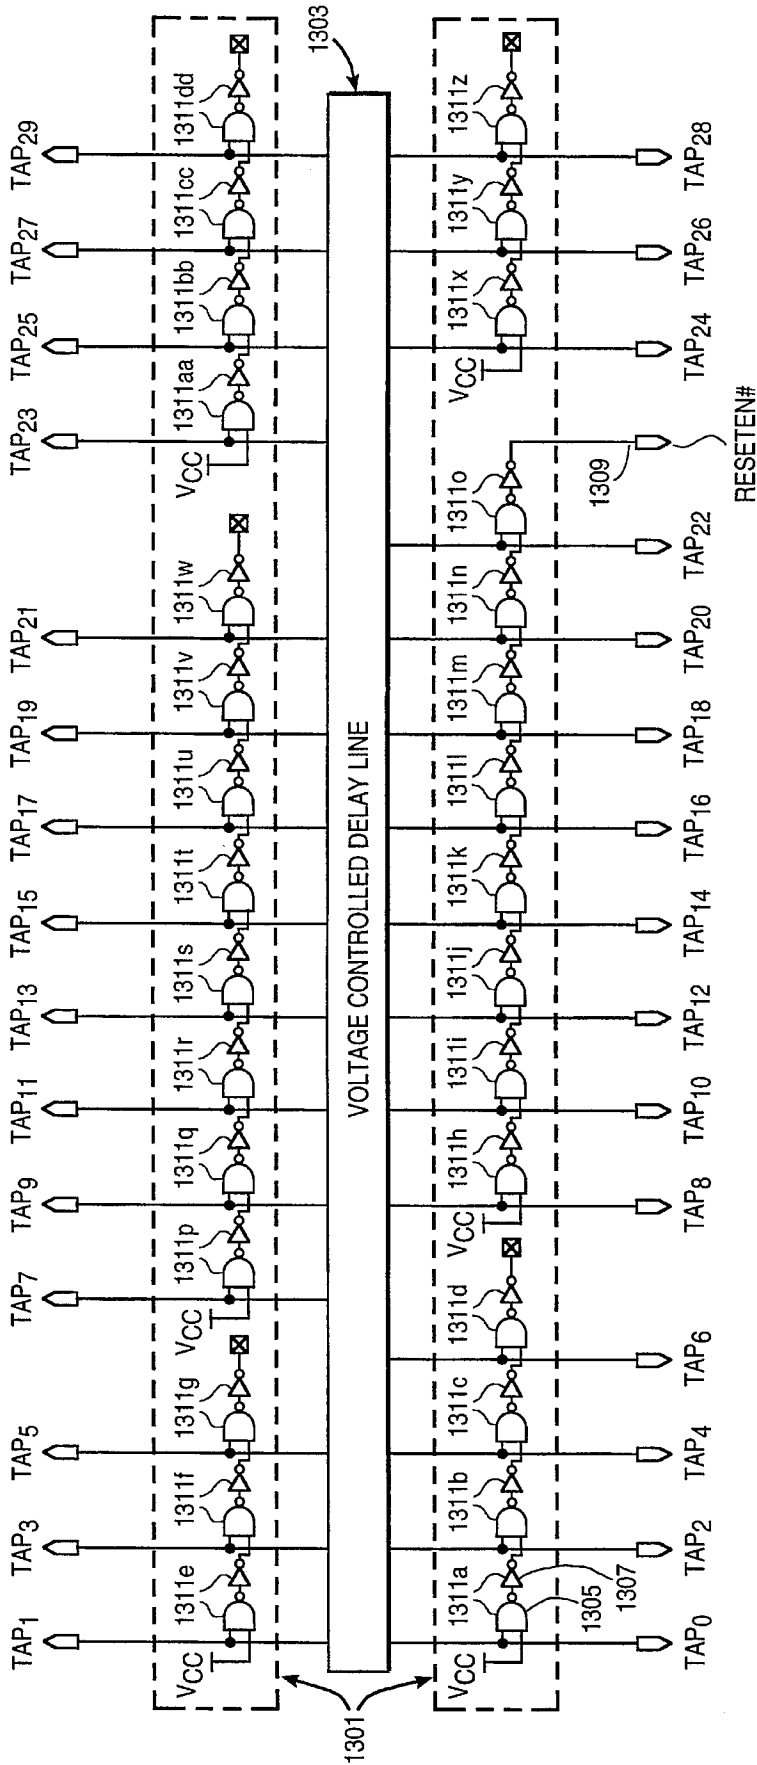 TAP1 TAP3 TAP5 TAP7 TAP9 TAP11 TAP13 TAP15 TAP17 TAP19 TAP21 TAP23 TAP25 TAP27 TAP29
VCC 1311e 1311f 1311g VCC 1311p 1311q 1311r 1311s 1311t 1311u 1311v 1311w VCC 1311aa 1311bb 1311cc 1311dd
1301 VOLTAGE CONTROLLED DELAY LINE 1303
VCC 1311a 1311b 1311c 1311d VCC 1311h 1311i 1311j 1311k 1311l 1311m 1311n 1311o VCC 1311x 1311y 1311z
1305
1307
1309
TAP0 TAP2 TAP4 TAP6 TAP8 TAP10 TAP12 TAP14 TAP16 TAP18 TAP20 TAP22 TAP24 TAP26 TAP28
RESETEN#